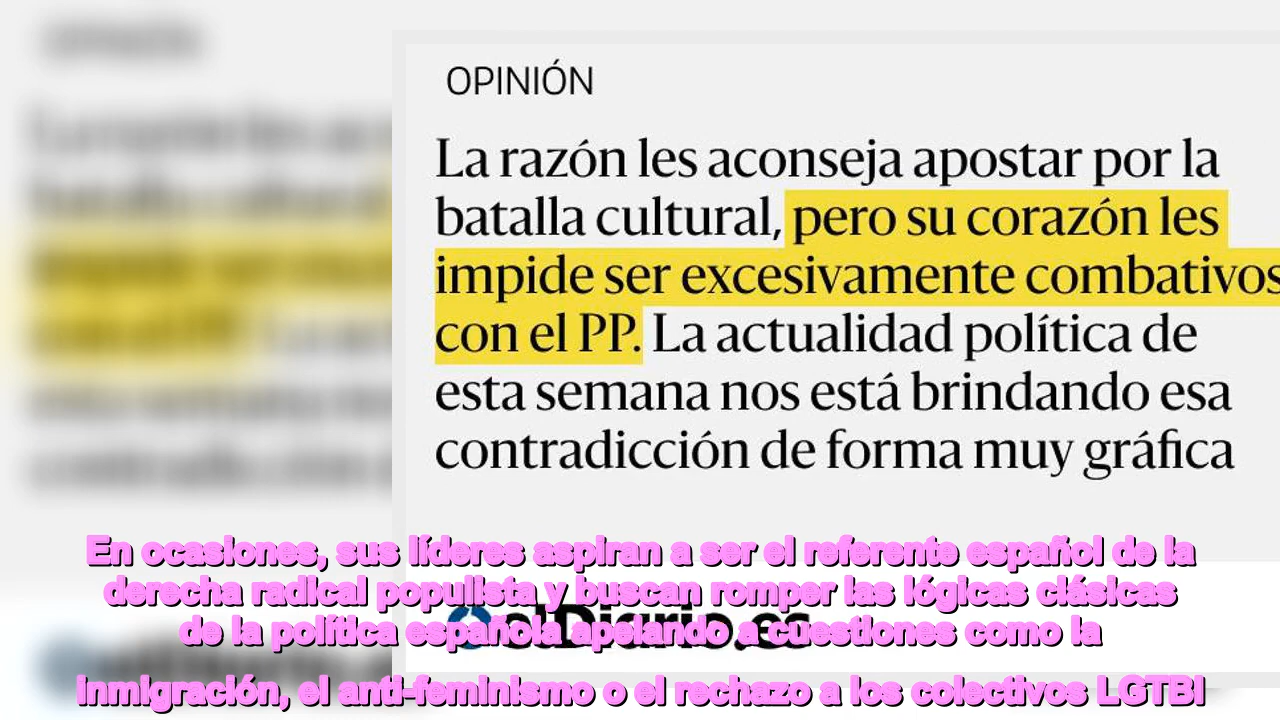 OPINIÓN
La razón les aconseja apostar por la
batalla cultural, pero su corazón les
impide ser excesivamente combativos
con el PP. La actualidad política de
esta semana nos está brindando esa
contradicción de forma muy gráfica
elDiario.es
En ocasiones, sus líderes aspiran a ser el referente español de la
derecha radical populista y buscan romper las lógicas clásicas
de la política española apelando a cuestiones como la
inmigración, el anti-feminismo o el rechazo a los colectivos LGTBI